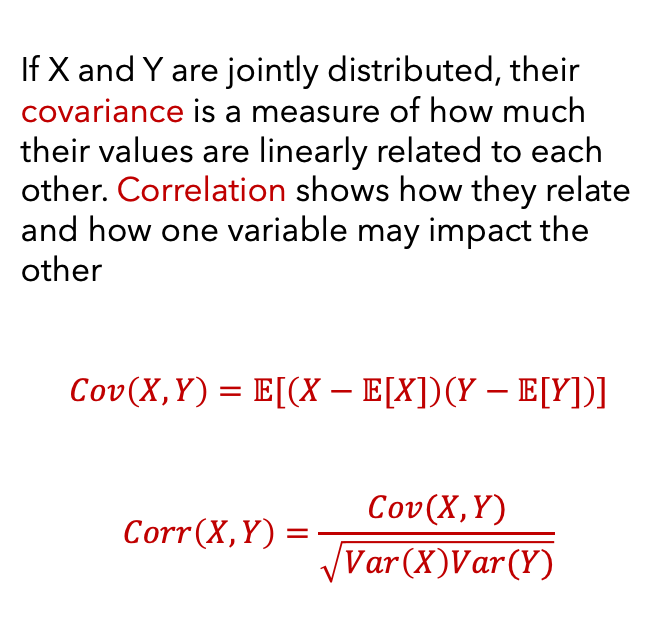 If X and Y are jointly distributed, their
covariance is a measure of how much
their values are linearly related to each
other. Correlation shows how they relate
and how one variable may impact the
other
Cov(X, Y) = 𝔼[(X − 𝔼[X])(Y − 𝔼[Y])]
Corr(X, Y) = Cov(X, Y) / √Var(X)Var(Y)